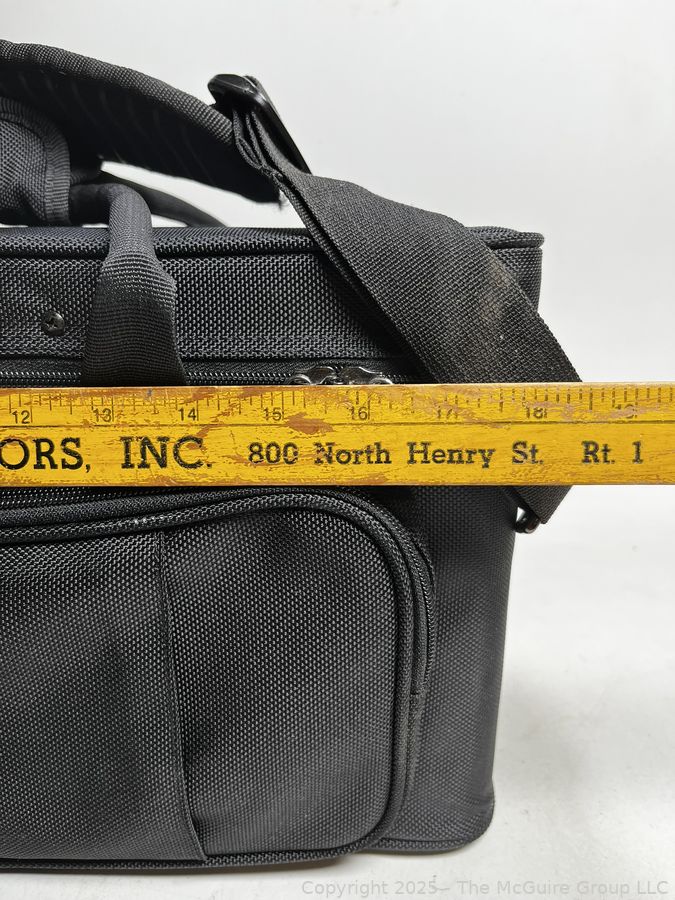 12 13 14 15 16 17 18 19
ORS, INC. 800 North Henry St. Rt. 1
Copyright 2025 - The McGuire Group LLC